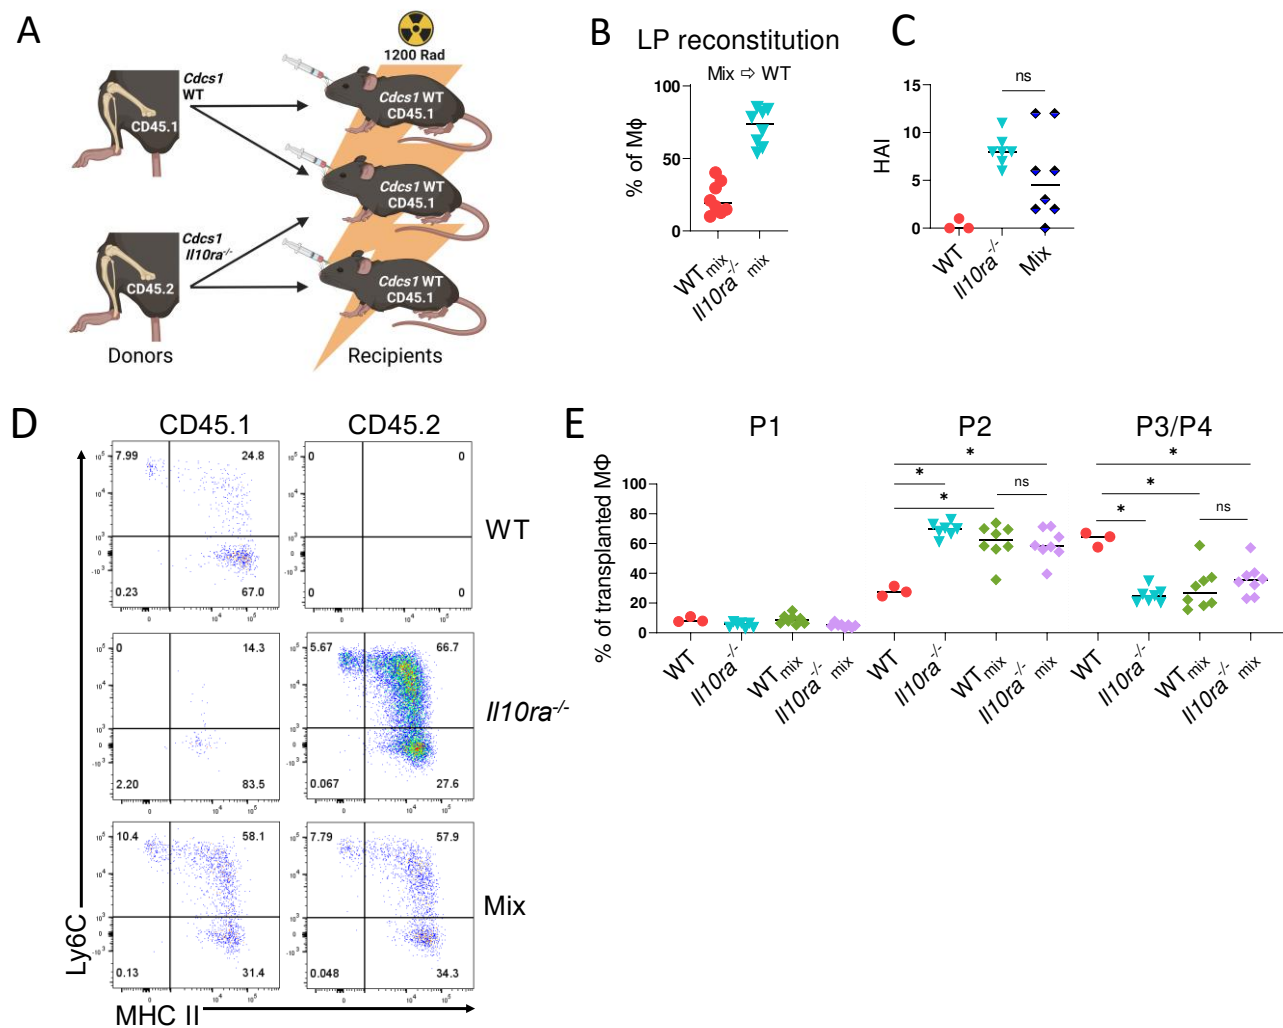 A
1200 Rad
Cdcs1
WT
CD45.1
Cdcs1 WT
CD45.1
Cdcs1 WT
CD45.1
Cdcs1
Il10ra-/-
CD45.2
Cdcs1 WT
CD45.1
Donors
Recipients
B
LP reconstitution
Mix ⇨ WT
% of MΦ
100
50
0
WT mix
Il10ra-/- mix
C
ns
HAI
15
10
5
0
WT
Il10ra-/-
Mix
D
CD45.1
CD45.2
7.99
24.8
0.23
67.0
0
0
0
0
WT
0
14.3
2.20
83.5
5.67
66.7
0.067
27.6
Il10ra-/-
10.4
58.1
0.13
31.4
7.79
57.9
0.048
34.3
Mix
Ly6C
MHC II
E
P1
P2
P3/P4
% of transplanted MΦ
100
80
60
40
20
0
*
*
*
ns
*
*
*
ns
WT
Il10ra-/-
WT mix
Il10ra-/- mix
WT
Il10ra-/-
WT mix
Il10ra-/- mix
WT
Il10ra-/-
WT mix
Il10ra-/- mix